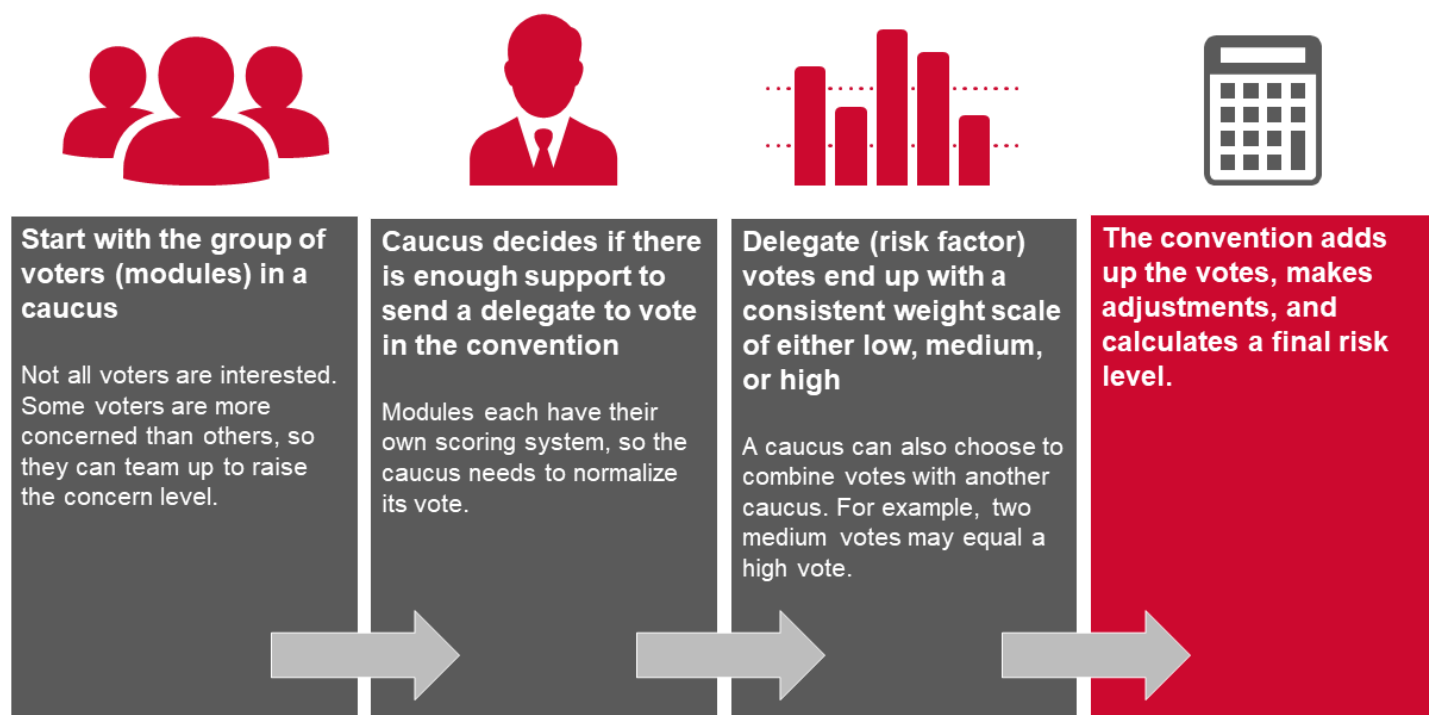 Start with the group of
voters (modules) in a
caucus
Not all voters are interested.
Some voters are more
concerned than others, so
they can team up to raise
the concern level.
Caucus decides if there
is enough support to
send a delegate to vote
in the convention
Modules each have their
own scoring system, so the
caucus needs to normalize
its vote.
Delegate (risk factor)
votes end up with a
consistent weight scale
of either low, medium,
or high
A caucus can also choose to
combine votes with another
caucus. For example, two
medium votes may equal a
high vote.
The convention adds
up the votes, makes
adjustments, and
calculates a final risk
level.